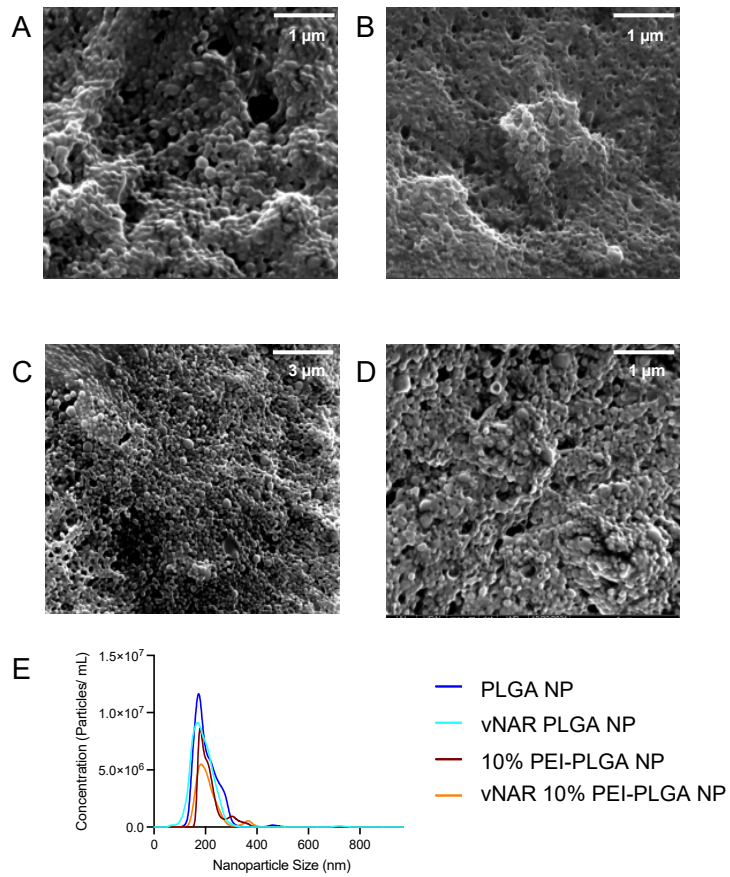 A
1 μm
B
1 μm
C
3 μm
D
1 μm
E
Concentration (Particles/ mL)
1.5×10⁷
1.0×10⁷
5.0×10⁶
0.0
0
200
400
600
800
Nanoparticle Size (nm)
PLGA NP
vNAR PLGA NP
10% PEI-PLGA NP
vNAR 10% PEI-PLGA NP